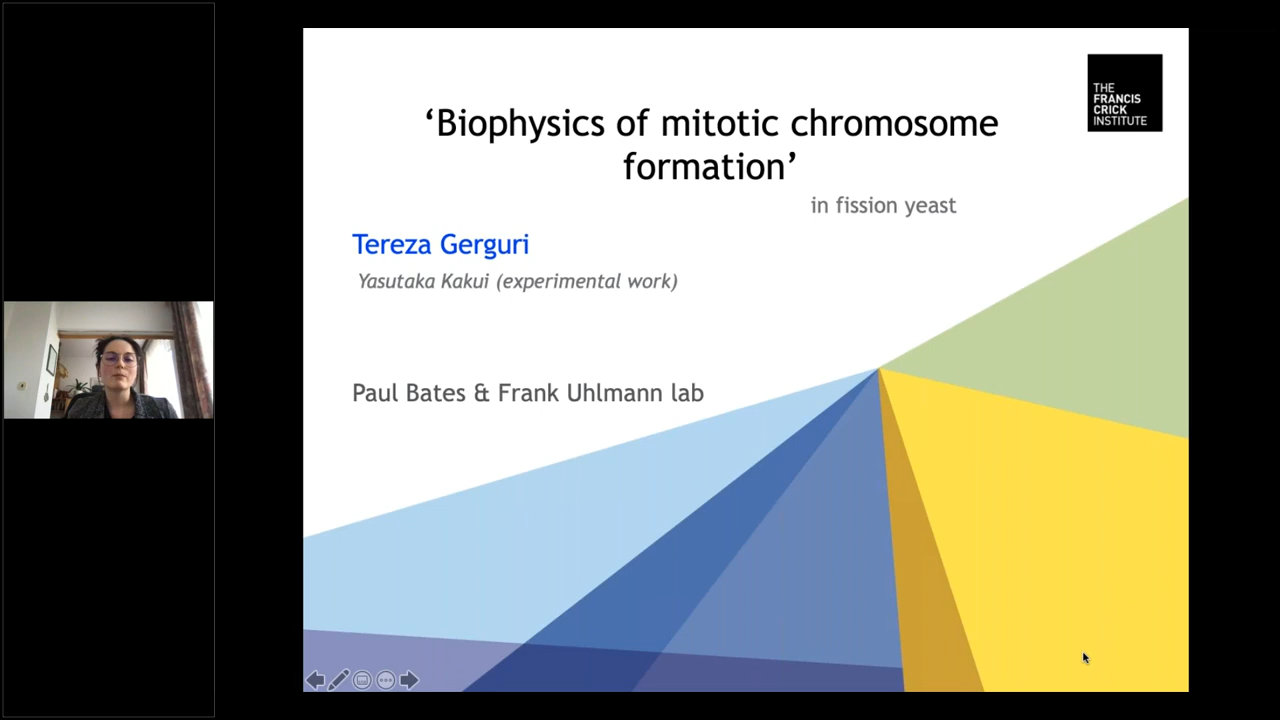 ‘Biophysics of mitotic chromosome
formation’
in fission yeast
Tereza Gerguri
Yasutaka Kakui (experimental work)
Paul Bates & Frank Uhlmann lab
THE
FRANCIS
CRICK
INSTITUTE